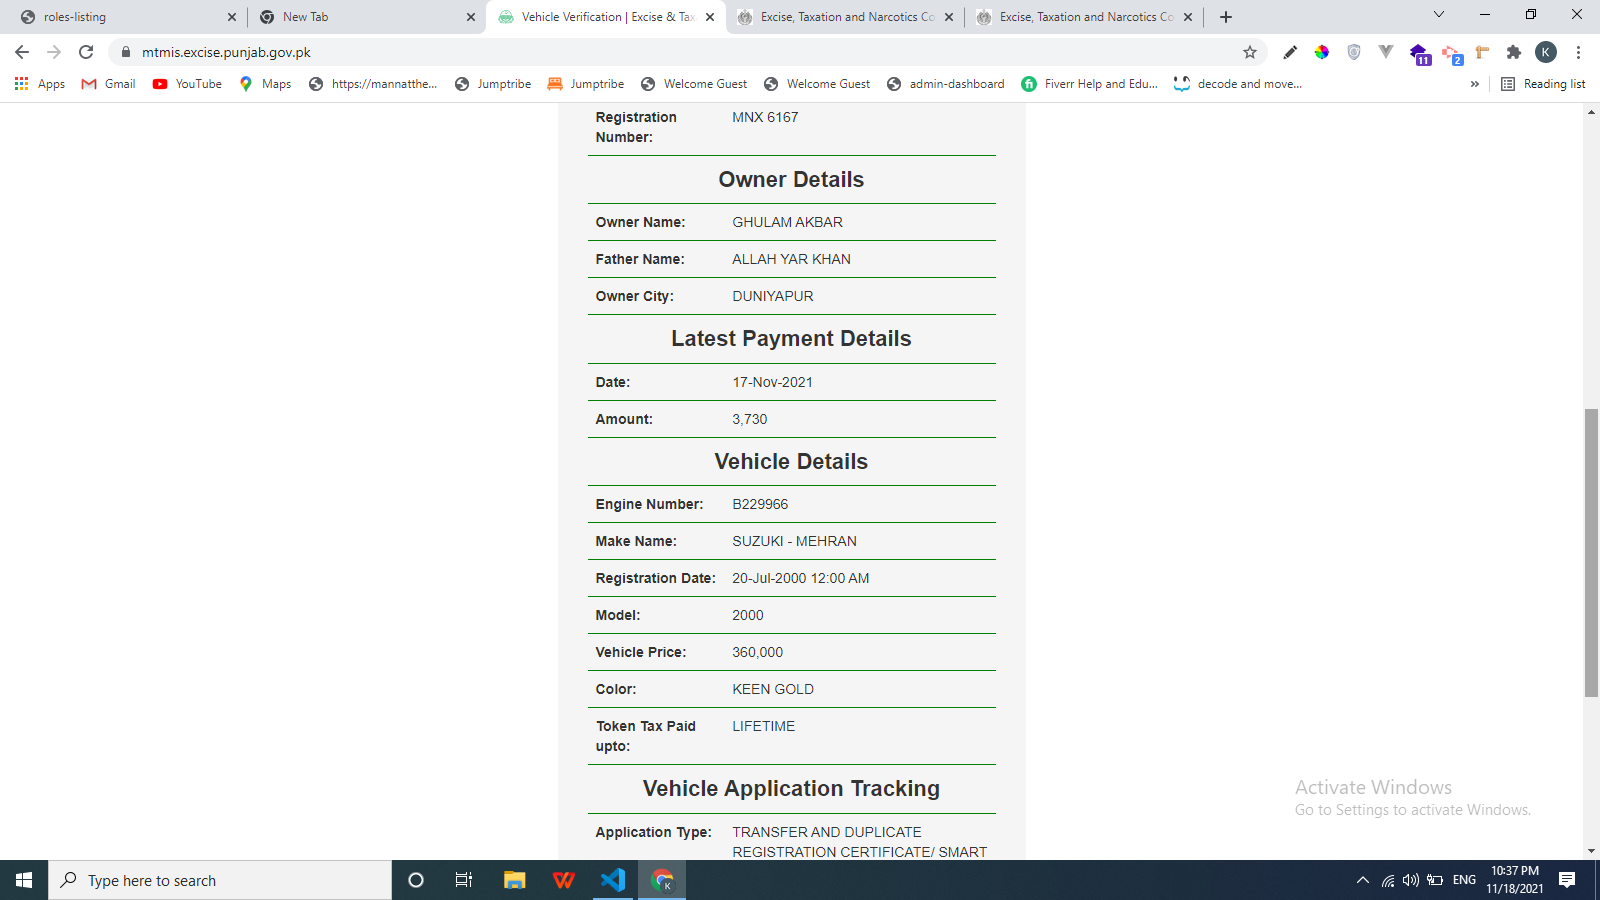 roles-listing
New Tab
Vehicle Verification | Excise & Tax
Excise, Taxation and Narcotics Co
Excise, Taxation and Narcotics Co
mtmis.excise.punjab.gov.pk
K
11
2
Apps
Gmail
YouTube
Maps
https://mannatthe...
Jumptribe
Jumptribe
Welcome Guest
Welcome Guest
admin-dashboard
Fiverr Help and Edu...
decode and move...
»
Reading list
Registration Number: MNX 6167
Owner Details
Owner Name: GHULAM AKBAR
Father Name: ALLAH YAR KHAN
Owner City: DUNIYAPUR
Latest Payment Details
Date: 17-Nov-2021
Amount: 3,730
Vehicle Details
Engine Number: B229966
Make Name: SUZUKI - MEHRAN
Registration Date: 20-Jul-2000 12:00 AM
Model: 2000
Vehicle Price: 360,000
Color: KEEN GOLD
Token Tax Paid upto: LIFETIME
Vehicle Application Tracking
Application Type: TRANSFER AND DUPLICATE
REGISTRATION CERTIFICATE/ SMART
Activate Windows
Go to Settings to activate Windows.
Type here to search
ENG
10:37 PM
11/18/2021